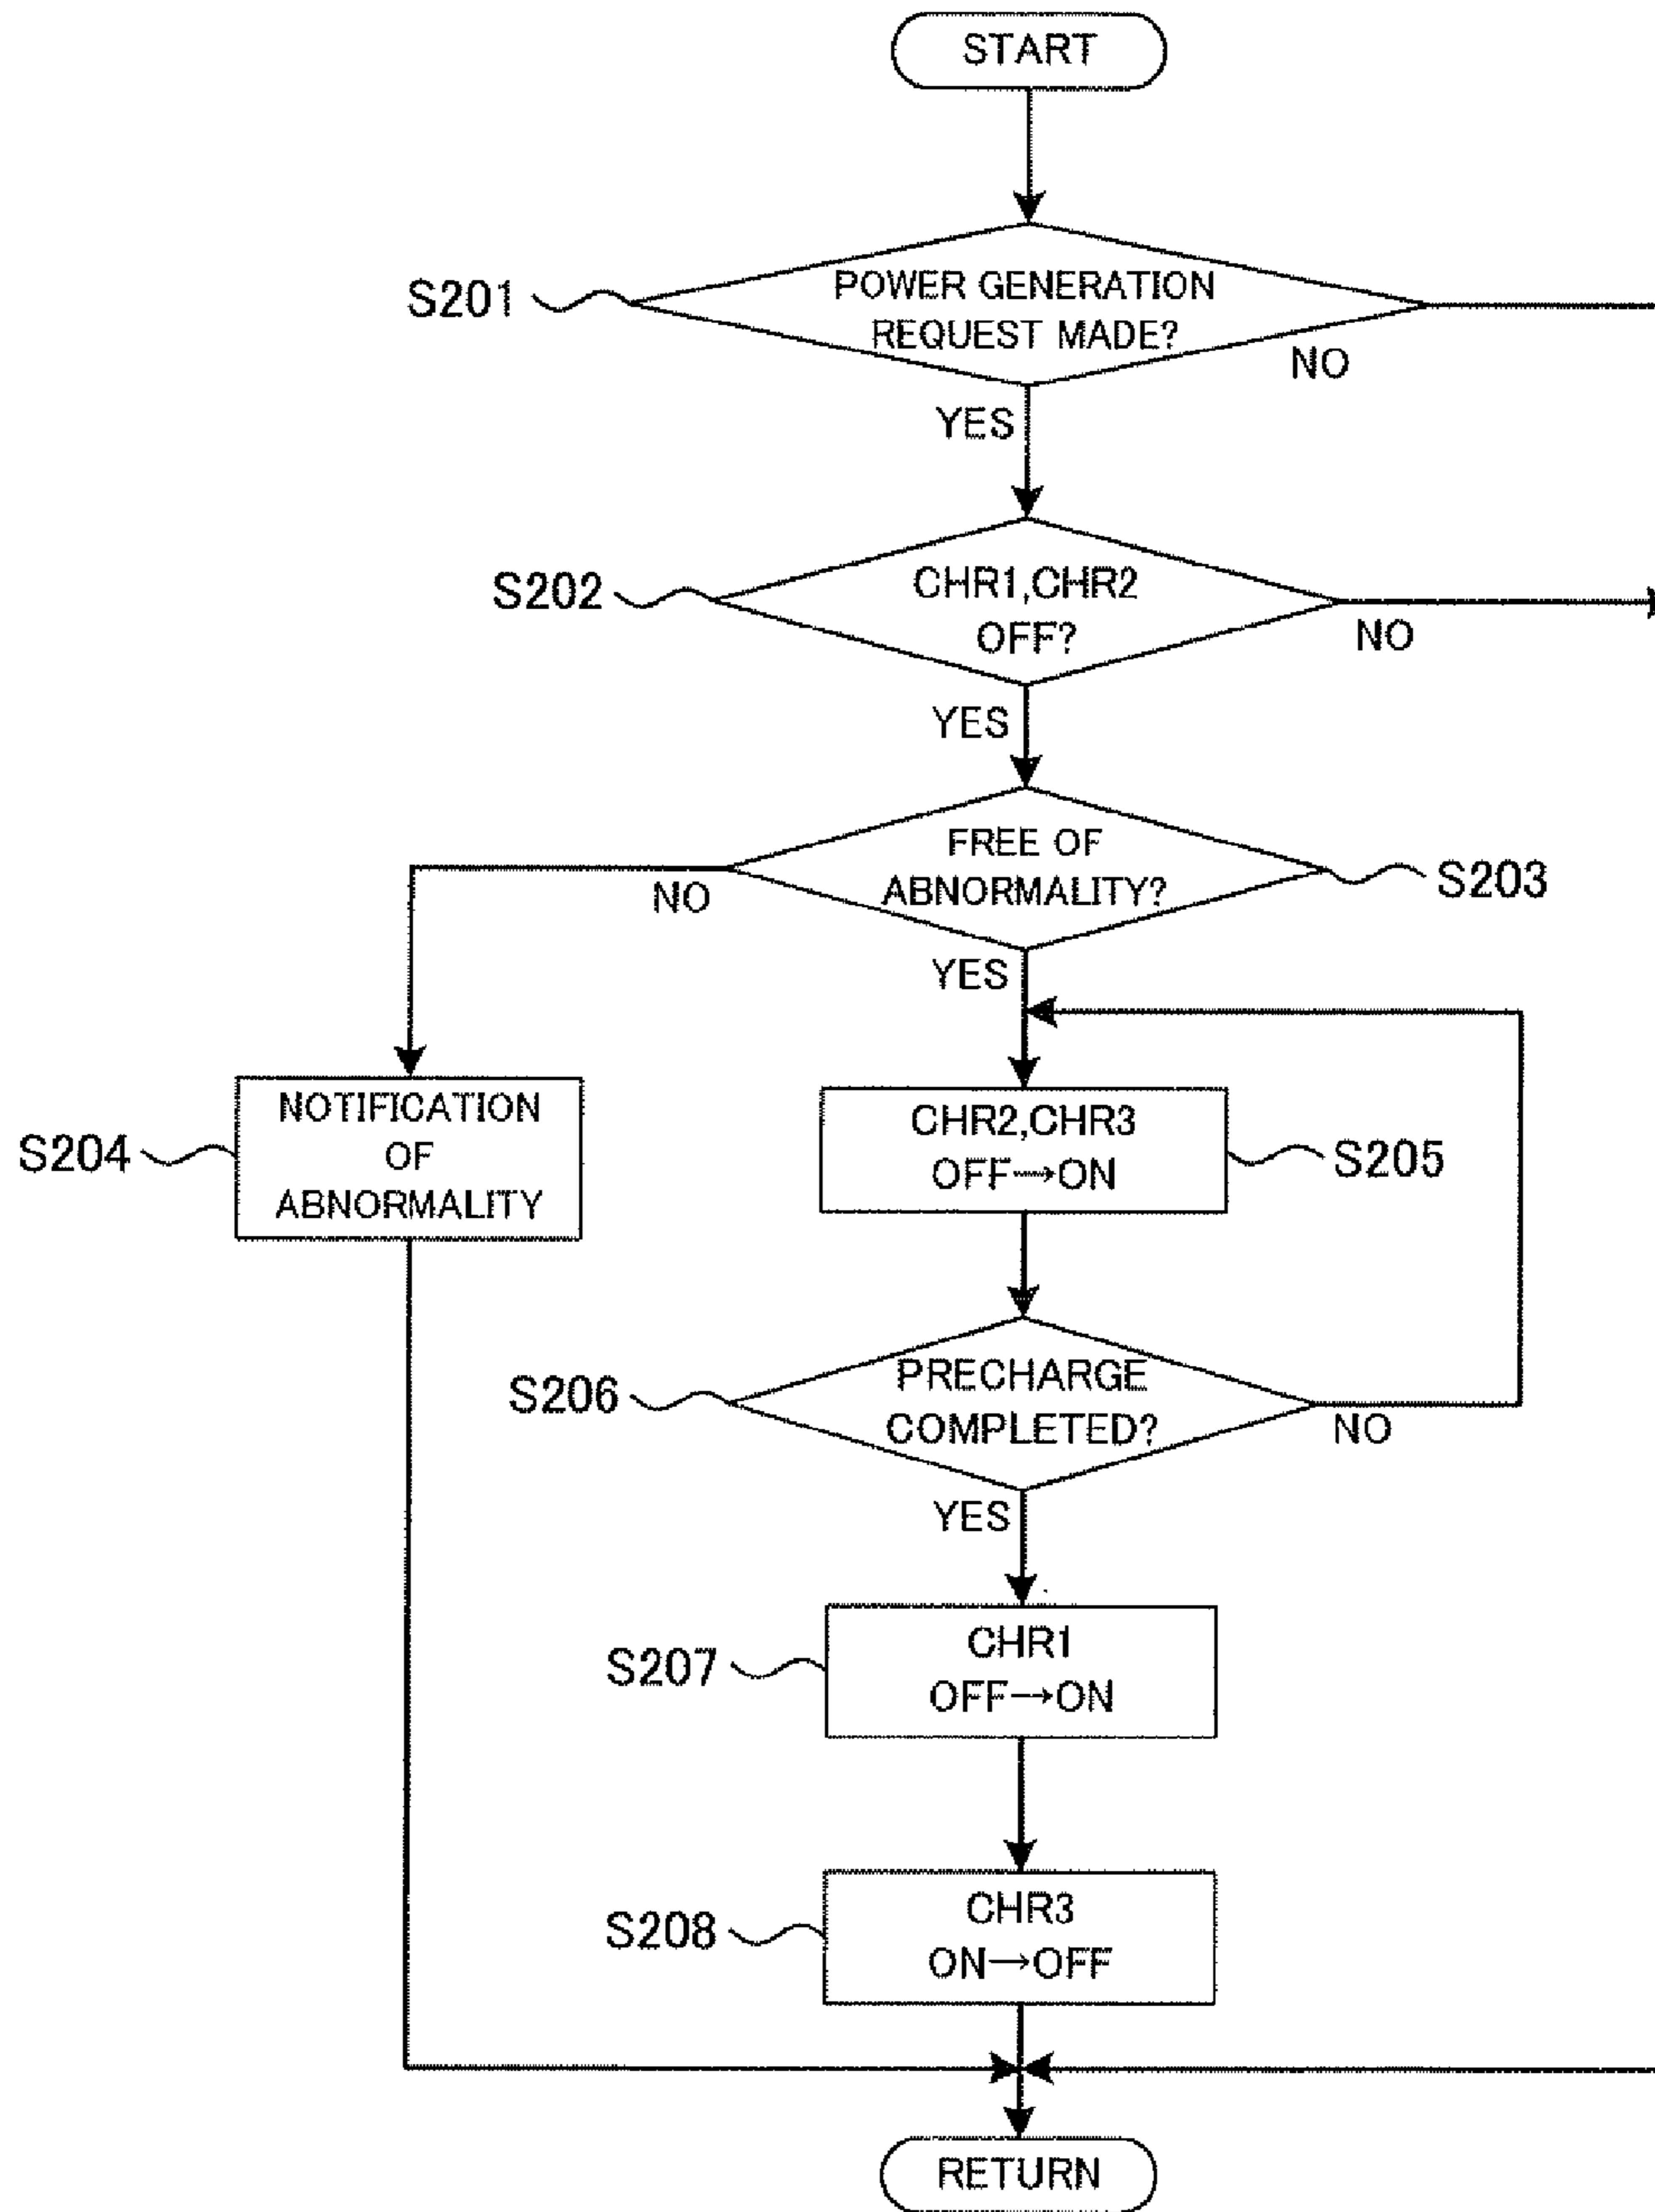 START
S201
POWER GENERATION
REQUEST MADE?
NO
YES
S202
CHR1,CHR2
OFF?
NO
YES
FREE OF
ABNORMALITY?
S203
NO
YES
S204
NOTIFICATION
OF
ABNORMALITY
CHR2,CHR3
OFF→ON
S205
S206
PRECHARGE
COMPLETED?
NO
YES
S207
CHR1
OFF→ON
S208
CHR3
ON→OFF
RETURN